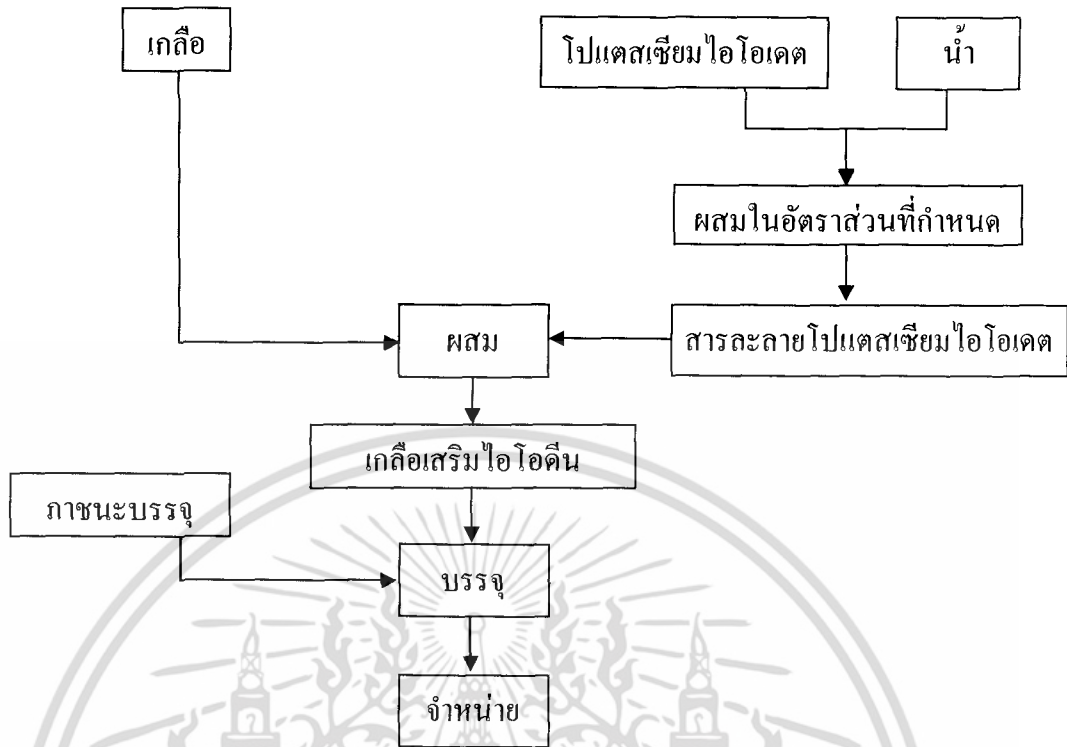 เกลือ
โปแตสเซียมไอโอเดต
น้ำ
ผสมในอัตราส่วนที่กำหนด
ผสม
สารละลายโปแตสเซียมไอโอเดต
เกลือเสริมไอโอดีน
ภาชนะบรรจุ
บรรจุ
จำหน่าย